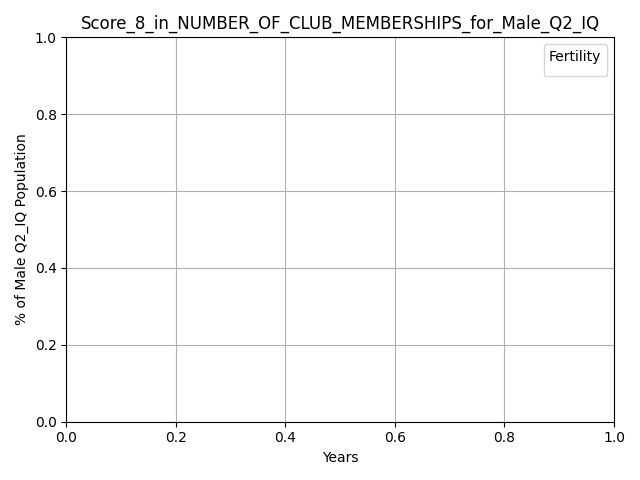 Score_8_in_NUMBER_OF_CLUB_MEMBERSHIPS_for_Male_Q2_IQ
1.0
Fertility
0.8
0.6
0.4
0.2
0.0
% of Male Q2_IQ Population
0.0 0.2 0.4 0.6 0.8 1.0
Years